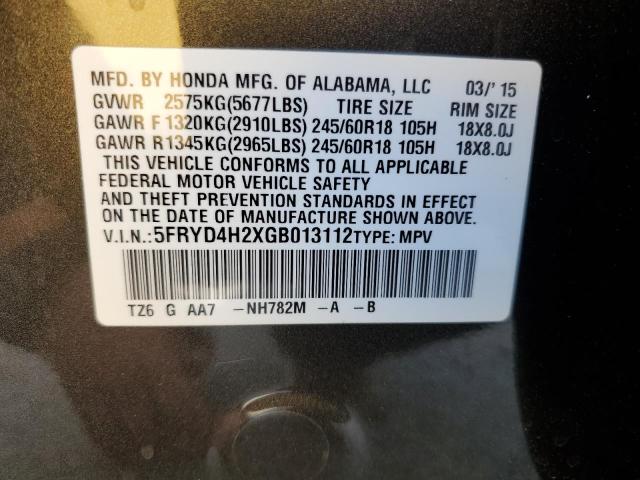 MFD. BY HONDA MFG. OF ALABAMA, LLC 03/' 15
GVWR 2575KG(5677LBS) TIRE SIZE RIM SIZE
GAWR F 1320KG(2910LBS) 245/60R18 105H 18X8.0J
GAWR R1345KG(2965LBS) 245/60R18 105H 18X8.0J
THIS VEHICLE CONFORMS TO ALL APPLICABLE
FEDERAL MOTOR VEHICLE SAFETY
AND THEFT PREVENTION STANDARDS IN EFFECT
ON THE DATE OF MANUFACTURE SHOWN ABOVE.
V.I.N.:5FRYD4H2XGB013112TYPE: MPV
TZ6 G AA7 -NH782M -A -B